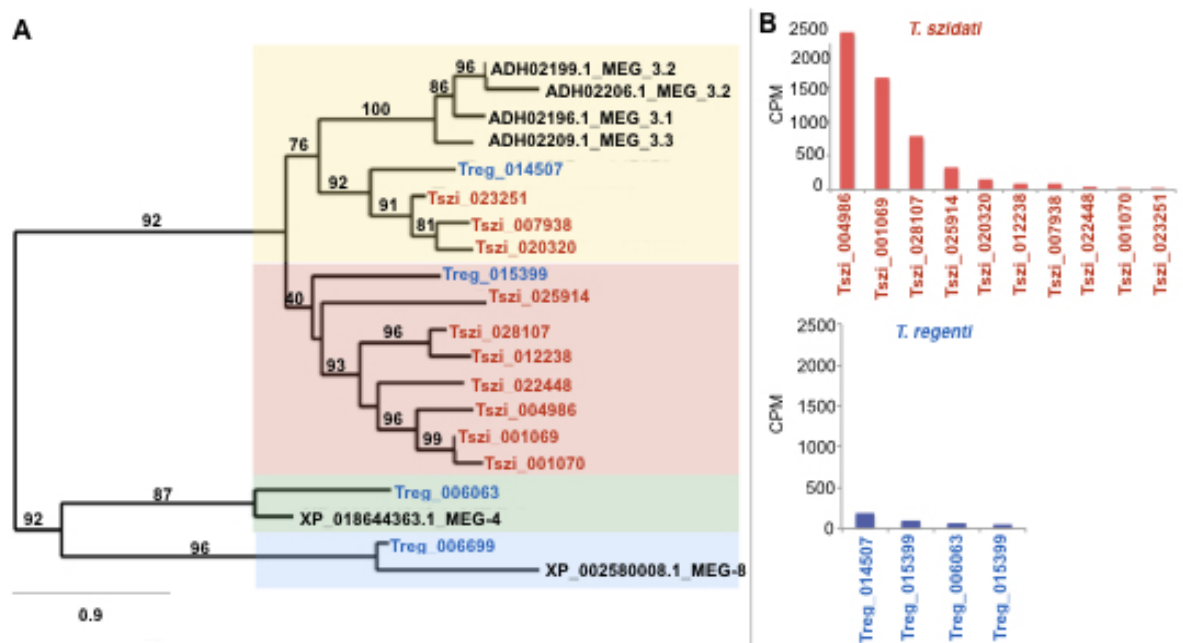 A
92
76
100
86
96
ADH02199.1_MEG_3.2
ADH02206.1_MEG_3.2
ADH02196.1_MEG_3.1
ADH02209.1_MEG_3.3
92
Treg_014507
91
Tszi_023251
81
Tszi_007938
Tszi_020320
40
Treg_015399
Tszi_025914
93
96
Tszi_028107
Tszi_012238
Tszi_022448
96
Tszi_004986
99
Tszi_001069
Tszi_001070
92
87
Treg_006063
XP_018644363.1_MEG-4
96
Treg_006699
XP_002580008.1_MEG-8
0.9
B
T. szidati
CPM
2500
2000
1500
1000
500
0
Tszi_004986
Tszi_001069
Tszi_028107
Tszi_025914
Tszi_020320
Tszi_012238
Tszi_007938
Tszi_022448
Tszi_001070
Tszi_023251
T. regenti
CPM
2500
2000
1500
1000
500
0
Treg_014507
Treg_015399
Treg_006063
Treg_015399